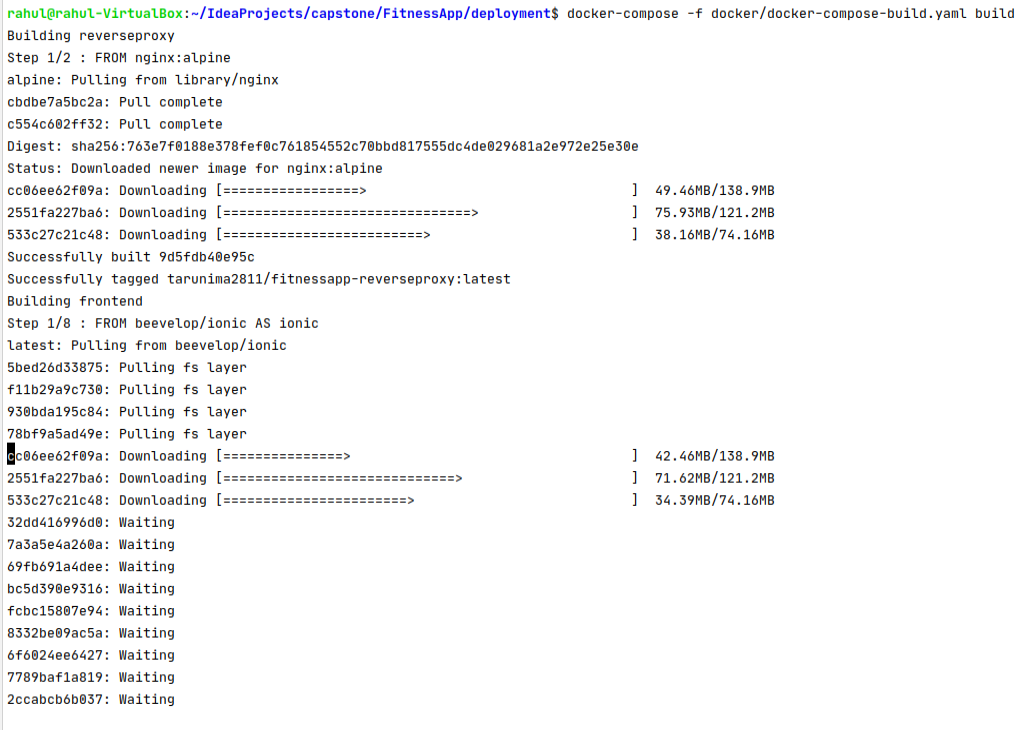 rahul@rahul-VirtualBox:~/IdeaProjects/capstone/FitnessApp/deployment$ docker-compose -f docker/docker-compose-build.yaml build
Building reverseproxy
Step 1/2 : FROM nginx:alpine
alpine: Pulling from library/nginx
cbdbe7a5bc2a: Pull complete
c554c602ff32: Pull complete
Digest: sha256:763e7f0188e378fef0c761854552c70bbd817555dc4de029681a2e972e25e30e
Status: Downloaded newer image for nginx:alpine
cc06ee62f09a: Downloading [=================>                                 ]  49.46MB/138.9MB
2551fa227ba6: Downloading [===============================>                   ]  75.93MB/121.2MB
533c27c21c48: Downloading [=========================>                         ]  38.16MB/74.16MB
Successfully built 9d5fdb40e95c
Successfully tagged tarunima2811/fitnessapp-reverseproxy:latest
Building frontend
Step 1/8 : FROM beevelop/ionic AS ionic
latest: Pulling from beevelop/ionic
5bed26d33875: Pulling fs layer
f11b29a9c730: Pulling fs layer
930bda195c84: Pulling fs layer
78bf9a5ad49e: Pulling fs layer
cc06ee62f09a: Downloading [===============>                                   ]  42.46MB/138.9MB
2551fa227ba6: Downloading [=============================>                     ]  71.62MB/121.2MB
533c27c21c48: Downloading [=======================>                           ]  34.39MB/74.16MB
32dd416996d0: Waiting
7a3a5e4a260a: Waiting
69fb691a4dee: Waiting
bc5d390e9316: Waiting
fcbc15807e94: Waiting
8332be09ac5a: Waiting
6f6024ee6427: Waiting
7789baf1a819: Waiting
2ccabcb6b037: Waiting